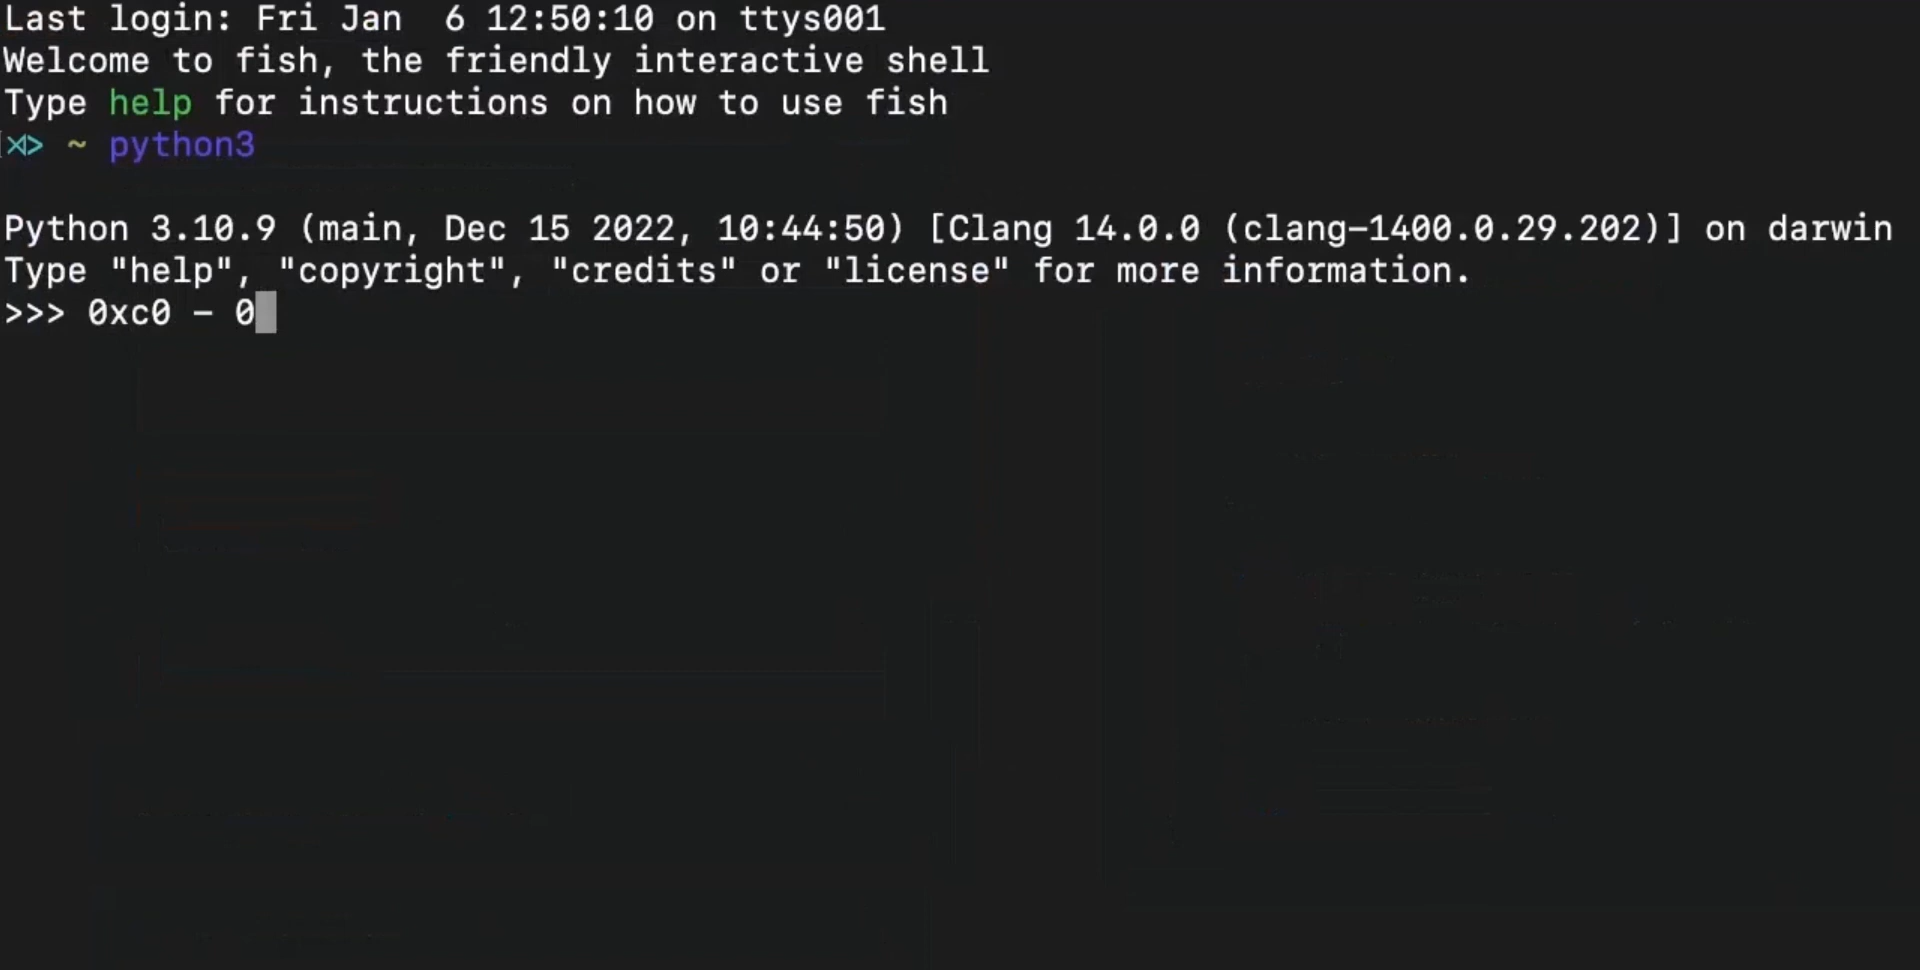 Last login: Fri Jan  6 12:50:10 on ttys001
Welcome to fish, the friendly interactive shell
Type help for instructions on how to use fish
⋊> ~ python3
Python 3.10.9 (main, Dec 15 2022, 10:44:50) [Clang 14.0.0 (clang-1400.0.29.202)] on darwin
Type "help", "copyright", "credits" or "license" for more information.
>>> 0xc0 - 0